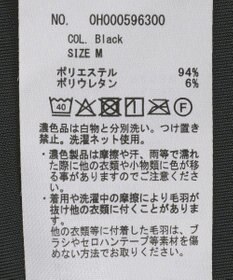 NO. 0H000596300
COL. Black
SIZE M
ポリエステル 94%
ポリウレタン 6%
40
濃色品は白物と分別洗い。つけ置き
禁止。洗濯ネット使用。
・濃色製品は摩擦や汗、雨等で濡れ
た際に他の衣類や小物類に色が移
る事がありますのでご注意くださ
い。
・着用や洗濯中の摩擦により毛羽が
抜け他の衣類に付くことがありま
す。
他の衣類等に付着した毛羽は、ブ
ラシやセロハンテープ等素材を傷
めない方法でお取りください。